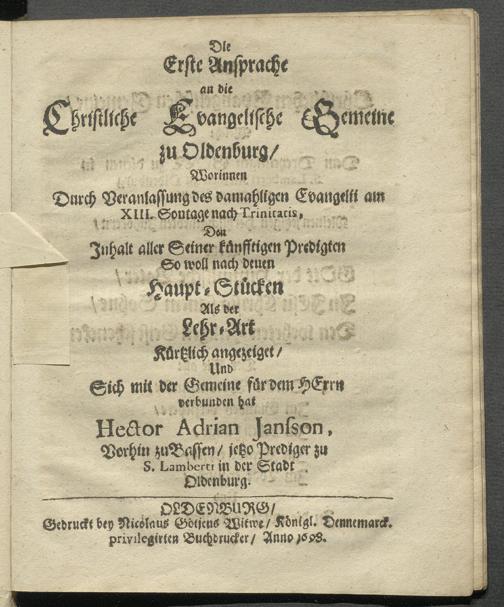 Die
Erste Ansprache
an die
Christliche Evangelische Gemeine
zu Oldenburg/
Worinnen
Durch Veranlassung des damahligen Evangelii am
XIII. Sontage nach Trinitatis,
Den
Inhalt aller Seiner künfftigen Predigten
So woll nach denen
Haupt-Stücken
Als der
Lehr-Art
Kürtzlich angezeiget/
Und
Sich mit der Gemeine für dem HErrn
verbunden hat
Hector Adrian Jansson,
Vorhin zu Bassen/ jetzo Prediger zu
S. Lamberti in der Stadt
Oldenburg.
OLDENBURG/
Gedruckt bey Nicolaus Götjens Witwe/ Königl. Dennemarck.
privilegirten Buchdrucker/ Anno 1698.